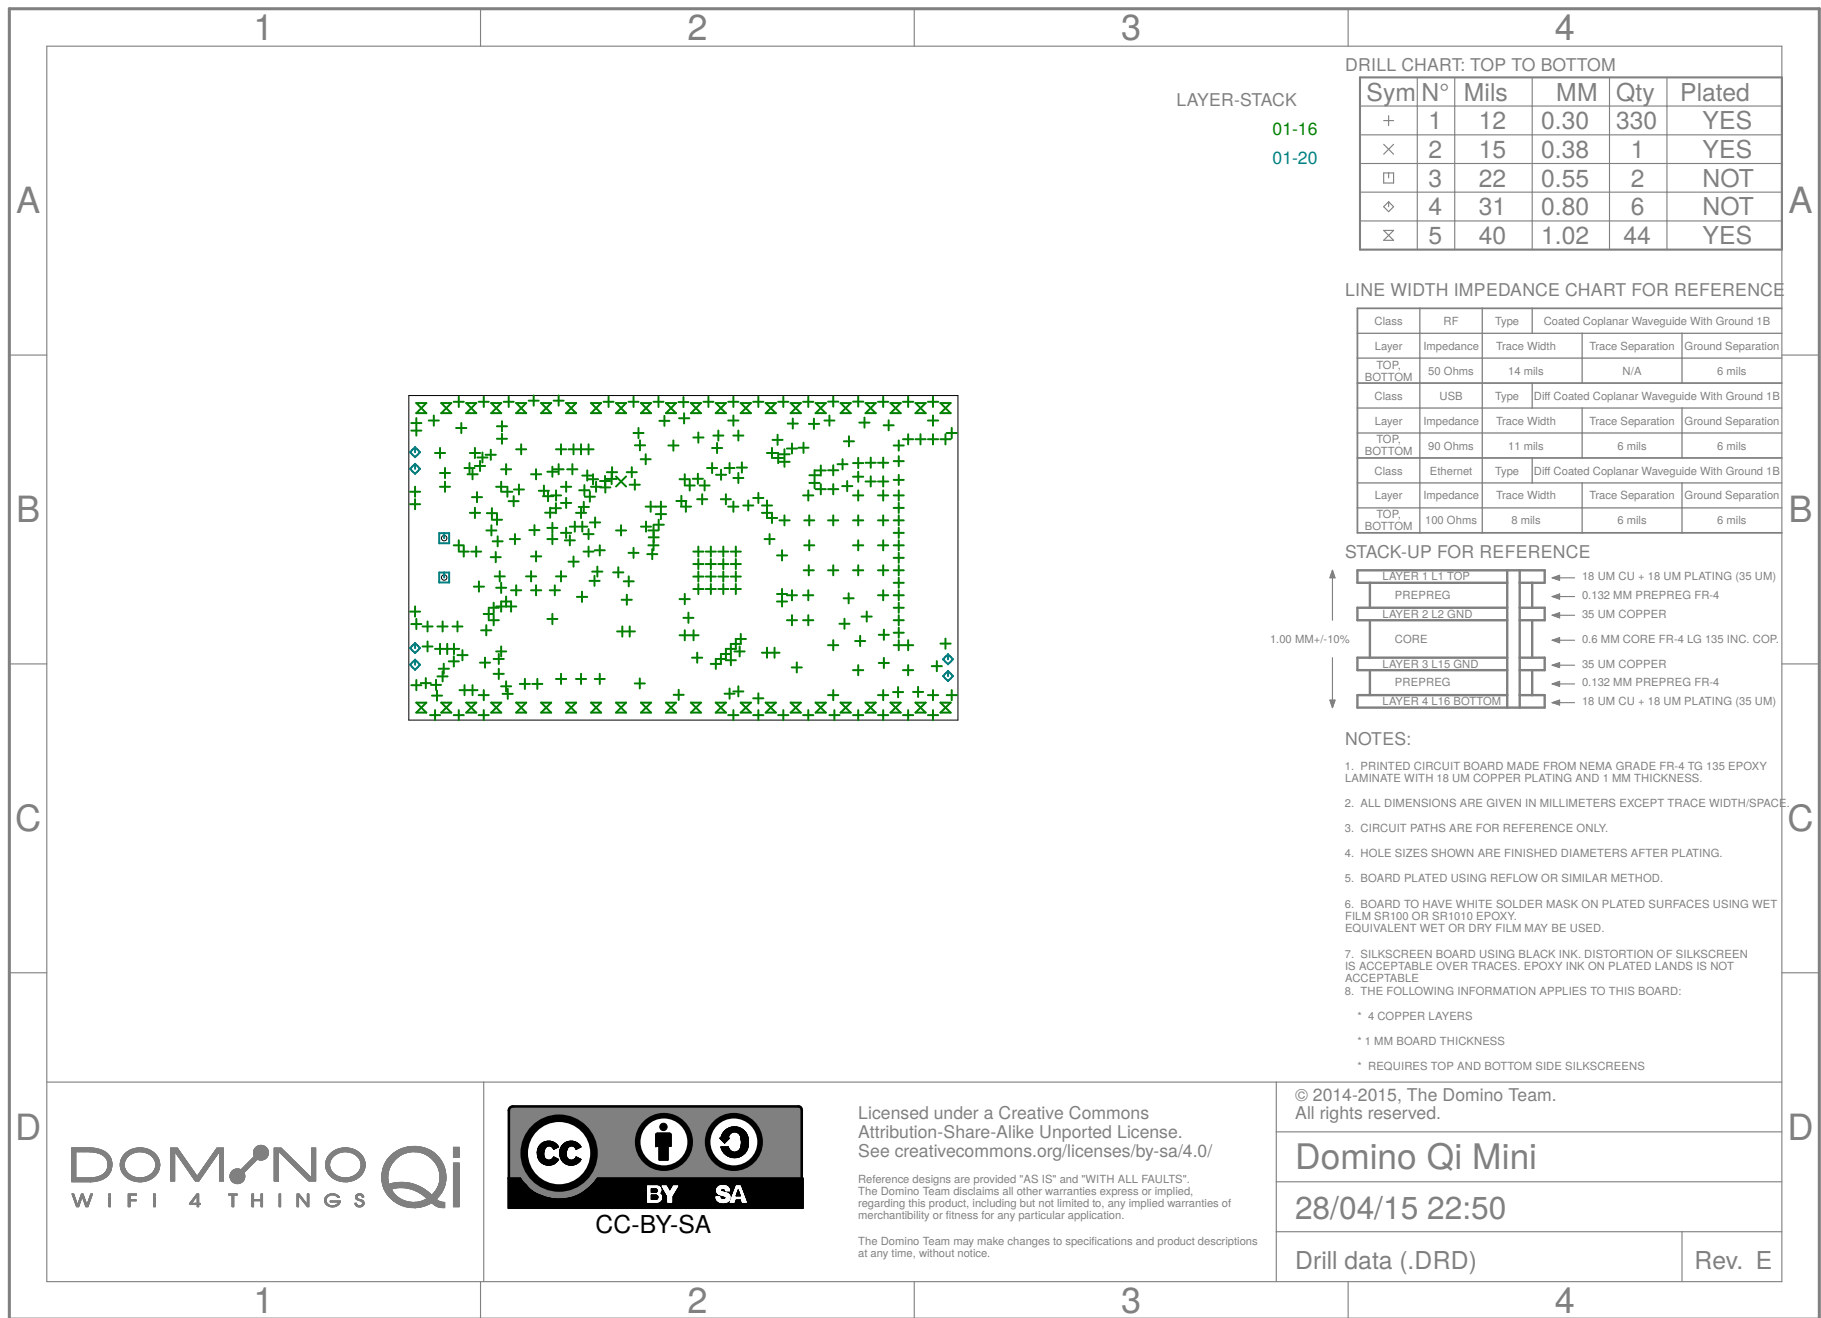 1 2 3 4
A
B
C
D
A
B
C
D
LAYER-STACK
01-16
01-20
DRILL CHART: TOP TO BOTTOM
Sym N° Mils MM Qty Plated
+ 1 12 0.30 330 YES
× 2 15 0.38 1 YES
3 22 0.55 2 NOT
4 31 0.80 6 NOT
5 40 1.02 44 YES
LINE WIDTH IMPEDANCE CHART FOR REFERENCE
Class RF Type Coated Coplanar Waveguide With Ground 1B
Layer Impedance Trace Width Trace Separation Ground Separation
TOP, BOTTOM 50 Ohms 14 mils N/A 6 mils
Class USB Type Diff Coated Coplanar Waveguide With Ground 1B
Layer Impedance Trace Width Trace Separation Ground Separation
TOP, BOTTOM 90 Ohms 11 mils 6 mils 6 mils
Class Ethernet Type Diff Coated Coplanar Waveguide With Ground 1B
Layer Impedance Trace Width Trace Separation Ground Separation
TOP, BOTTOM 100 Ohms 8 mils 6 mils 6 mils
STACK-UP FOR REFERENCE
LAYER 1 L1 TOP 18 UM CU + 18 UM PLATING (35 UM)
PREPREG 0.132 MM PREPREG FR-4
LAYER 2 L2 GND 35 UM COPPER
1.00 MM+/-10% CORE 0.6 MM CORE FR-4 LG 135 INC. COP.
LAYER 3 L15 GND 35 UM COPPER
PREPREG 0.132 MM PREPREG FR-4
LAYER 4 L16 BOTTOM 18 UM CU + 18 UM PLATING (35 UM)
NOTES:
1. PRINTED CIRCUIT BOARD MADE FROM NEMA GRADE FR-4 TG 135 EPOXY
LAMINATE WITH 18 UM COPPER PLATING AND 1 MM THICKNESS.
2. ALL DIMENSIONS ARE GIVEN IN MILLIMETERS EXCEPT TRACE WIDTH/SPACE.
3. CIRCUIT PATHS ARE FOR REFERENCE ONLY.
4. HOLE SIZES SHOWN ARE FINISHED DIAMETERS AFTER PLATING.
5. BOARD PLATED USING REFLOW OR SIMILAR METHOD.
6. BOARD TO HAVE WHITE SOLDER MASK ON PLATED SURFACES USING WET
FILM SR100 OR SR1010 EPOXY.
EQUIVALENT WET OR DRY FILM MAY BE USED.
7. SILKSCREEN BOARD USING BLACK INK. DISTORTION OF SILKSCREEN
IS ACCEPTABLE OVER TRACES. EPOXY INK ON PLATED LANDS IS NOT
ACCEPTABLE
8. THE FOLLOWING INFORMATION APPLIES TO THIS BOARD:
* 4 COPPER LAYERS
* 1 MM BOARD THICKNESS
* REQUIRES TOP AND BOTTOM SIDE SILKSCREENS
DOMINO Qi
WIFI 4 THINGS
cc
BY SA
CC-BY-SA
Licensed under a Creative Commons
Attribution-Share-Alike Unported License.
See creativecommons.org/licenses/by-sa/4.0/
Reference designs are provided "AS IS" and "WITH ALL FAULTS".
The Domino Team disclaims all other warranties express or implied,
regarding this product, including but not limited to, any implied warranties of
merchantibility or fitness for any particular application.
The Domino Team may make changes to specifications and product descriptions
at any time, without notice.
© 2014-2015, The Domino Team.
All rights reserved.
Domino Qi Mini
28/04/15 22:50
Drill data (.DRD) Rev. E
1 2 3 4